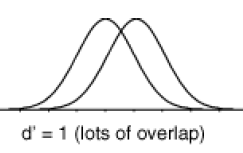 d' = 1 (lots of overlap)